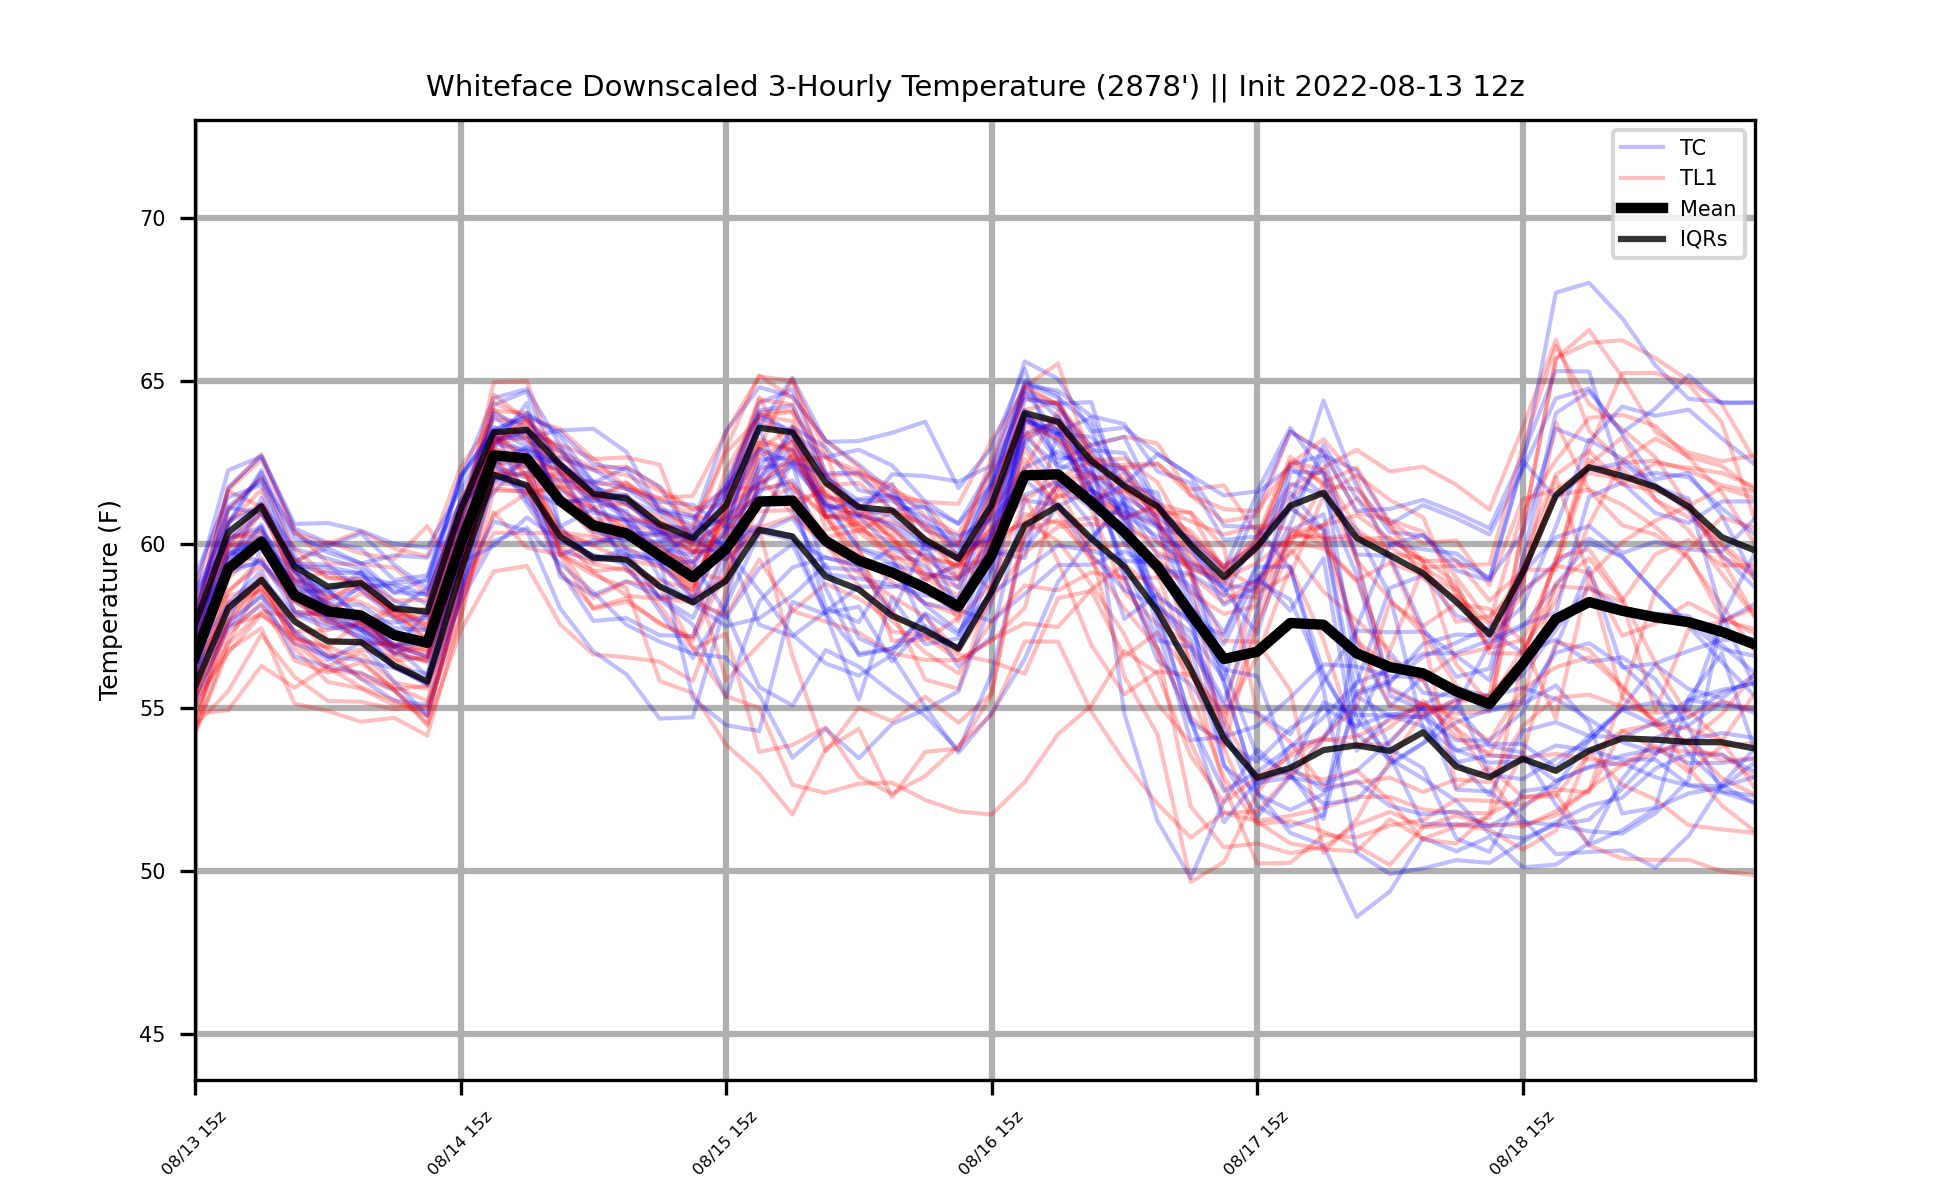 Whiteface Downscaled 3-Hourly Temperature (2878') || Init 2022-08-13 12z
TC
TL1
Mean
IQRs
Temperature (F)
70
65
60
55
50
45
08/13 15z
08/14 15z
08/15 15z
08/16 15z
08/17 15z
08/18 15z